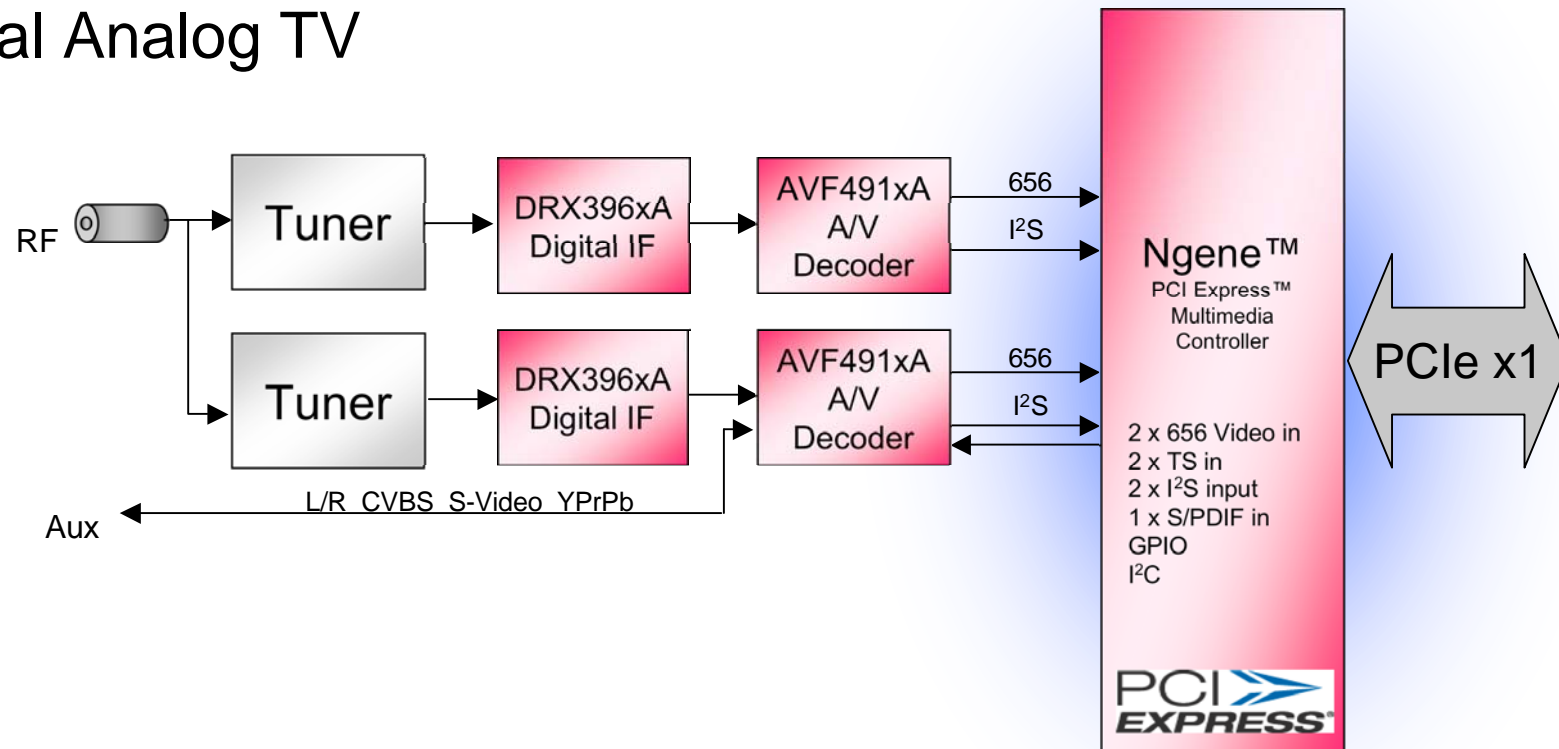 al Analog TV
RF
Tuner
DRX396xA
Digital IF
AVF491xA
A/V
Decoder
656
I²S
Tuner
DRX396xA
Digital IF
AVF491xA
A/V
Decoder
656
I²S
L/R CVBS S-Video YPrPb
Aux
Ngene™
PCI Express™
Multimedia
Controller
2 x 656 Video in
2 x TS in
2 x I²S input
1 x S/PDIF in
GPIO
I²C
PCI
EXPRESS®
PCIe x1